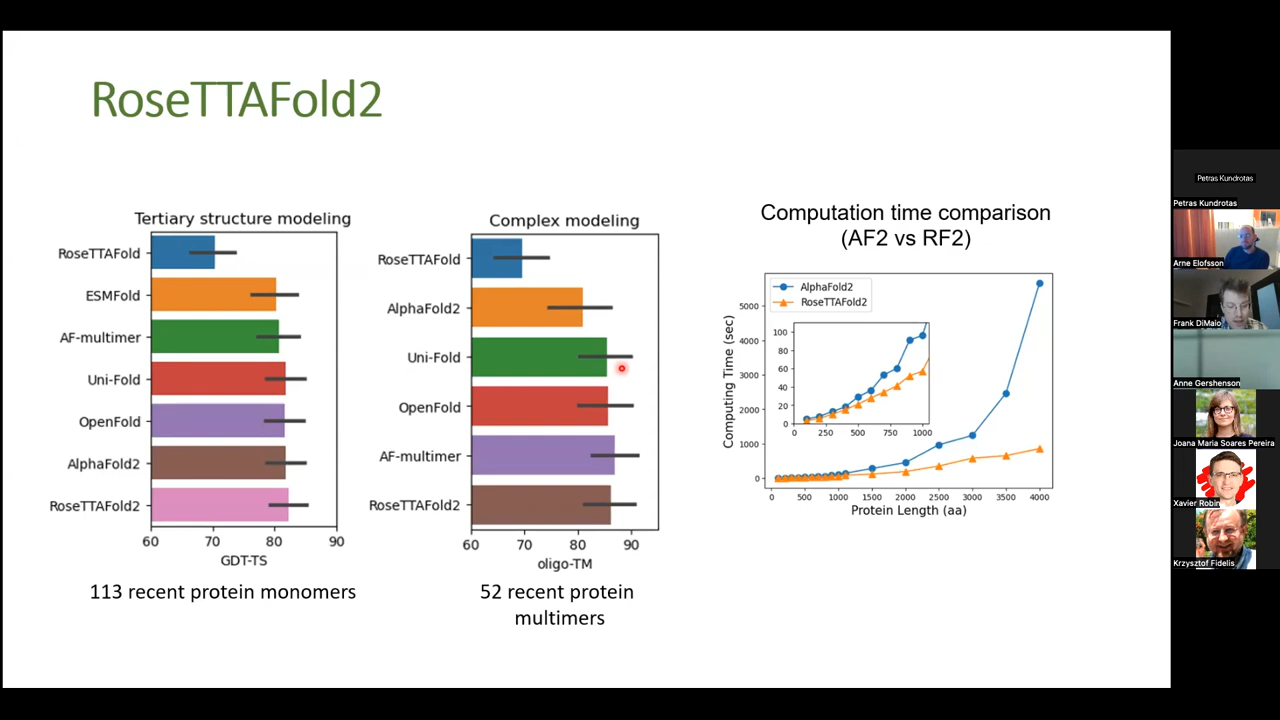 RoseTTAFold2
Tertiary structure modeling
RoseTTAFold
ESMFold
AF-multimer
Uni-Fold
OpenFold
AlphaFold2
RoseTTAFold2
60 70 80 90
GDT-TS
113 recent protein monomers
Complex modeling
RoseTTAFold
AlphaFold2
Uni-Fold
OpenFold
AF-multimer
RoseTTAFold2
60 70 80 90
oligo-TM
52 recent protein
multimers
Computation time comparison
(AF2 vs RF2)
AlphaFold2
RoseTTAFold2
Computing Time (sec)
5000
4000
3000
2000
1000
0
100
80
60
40
20
0
0 250 500 750 1000
0 500 1000 1500 2000 2500 3000 3500 4000
Protein Length (aa)
Petras Kundrotas
Petras Kundrotas
Arne Elofsson
Frank DiMaio
Anne Gershenson
Joana Maria Soares Pereira
Xavier Robin
Krzysztof Fidelis